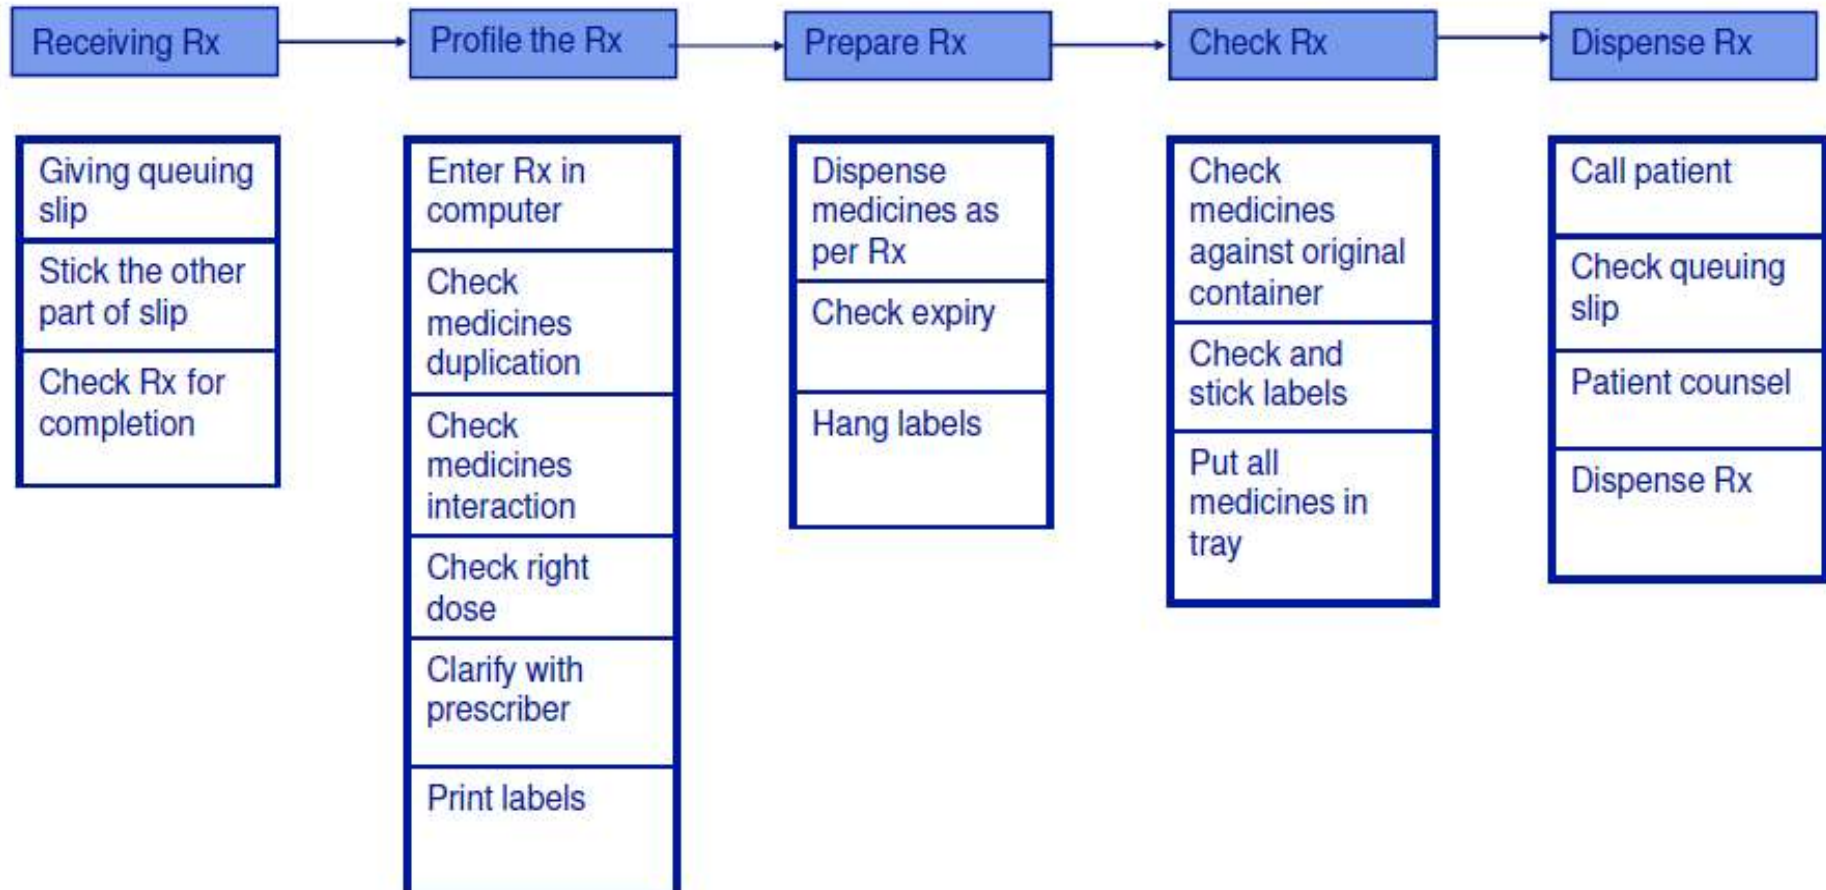 Receiving Rx
Profile the Rx
Prepare Rx
Check Rx
Dispense Rx
Giving queuing
slip
Stick the other
part of slip
Check Rx for
completion
Enter Rx in
computer
Check
medicines
duplication
Check
medicines
interaction
Check right
dose
Clarify with
prescriber
Print labels
Dispense
medicines as
per Rx
Check expiry
Hang labels
Check
medicines
against original
container
Check and
stick labels
Put all
medicines in
tray
Call patient
Check queuing
slip
Patient counsel
Dispense Rx